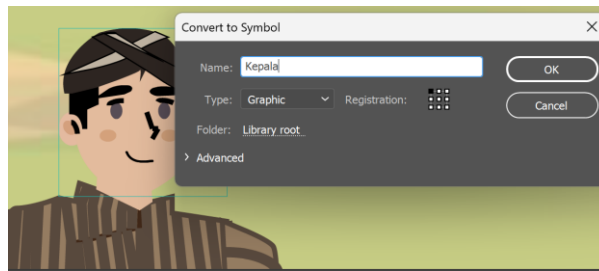 Convert to Symbol
Name: Kepala
OK
Type: Graphic Registration:
Cancel
Folder: Library root
Advanced